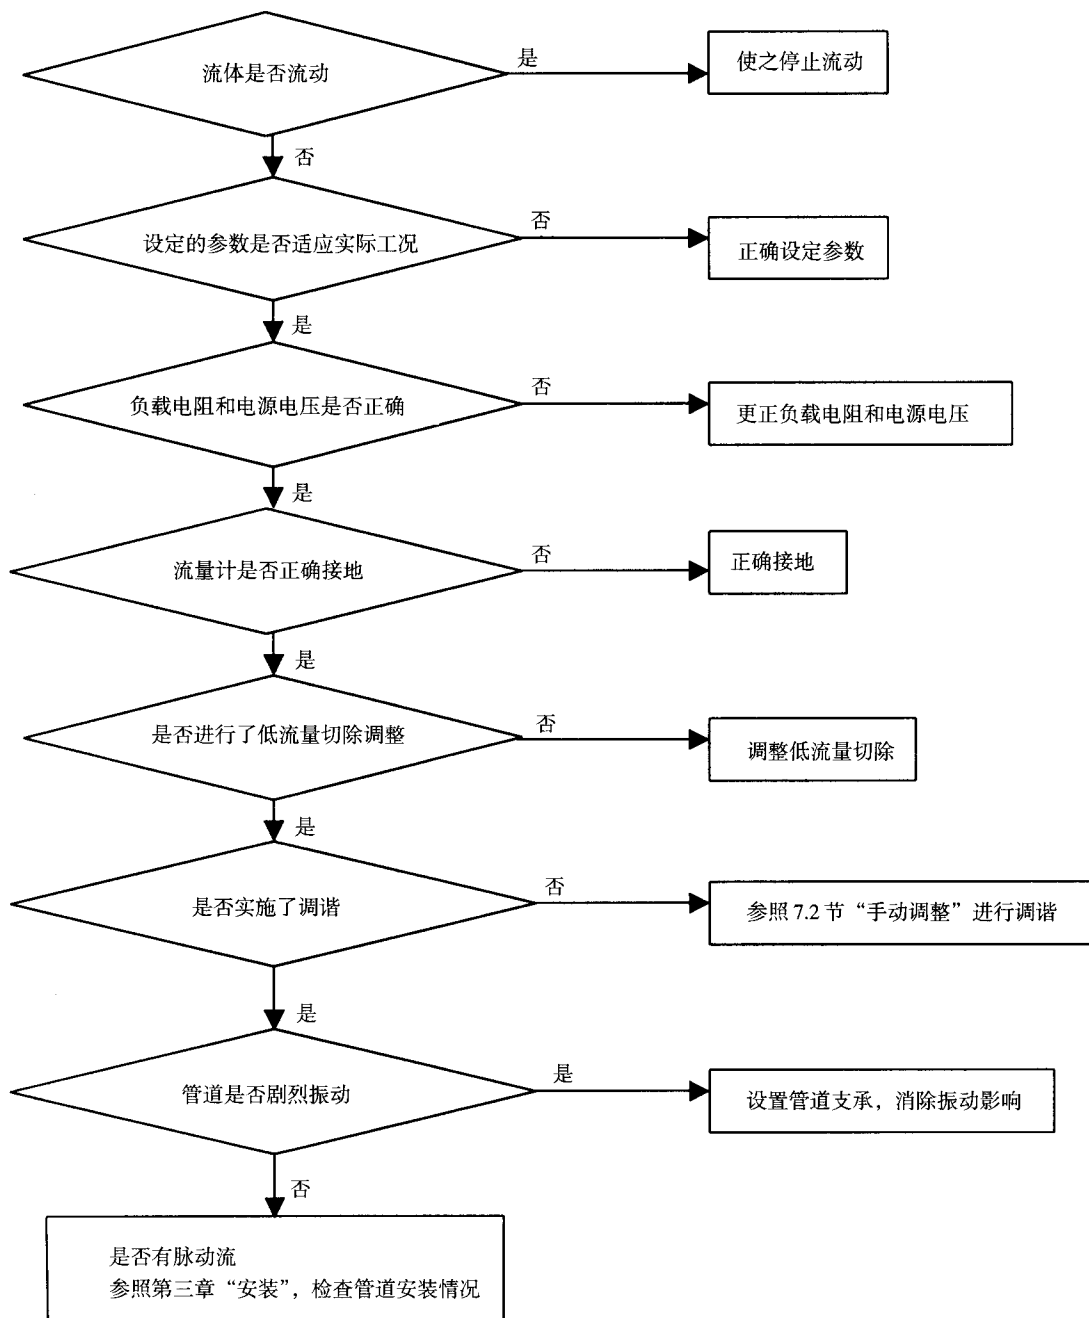 流体是否流动
是
使之停止流动
否
设定的参数是否适应实际工况
否
正确设定参数
是
负载电阻和电源电压是否正确
否
更正负载电阻和电源电压
是
流量计是否正确接地
否
正确接地
是
是否进行了低流量切除调整
否
调整低流量切除
是
是否实施了调谐
否
参照 7.2 节“手动调整”进行调谐
是
管道是否剧烈振动
是
设置管道支承，消除振动影响
否
是否有脉动流
参照第三章“安装”，检查管道安装情况